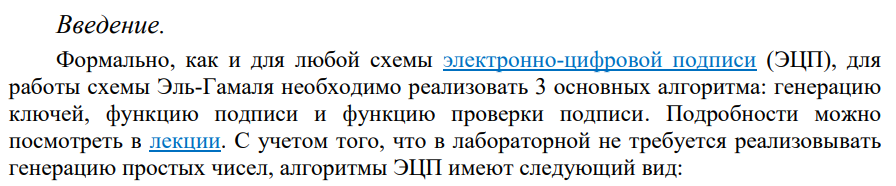 Введение.
Формально, как и для любой схемы электронно-цифровой подписи (ЭЦП), для
работы схемы Эль-Гамаля необходимо реализовать 3 основных алгоритма: генерацию
ключей, функцию подписи и функцию проверки подписи. Подробности можно
посмотреть в лекции. С учетом того, что в лабораторной не требуется реализовывать
генерацию простых чисел, алгоритмы ЭЦП имеют следующий вид: